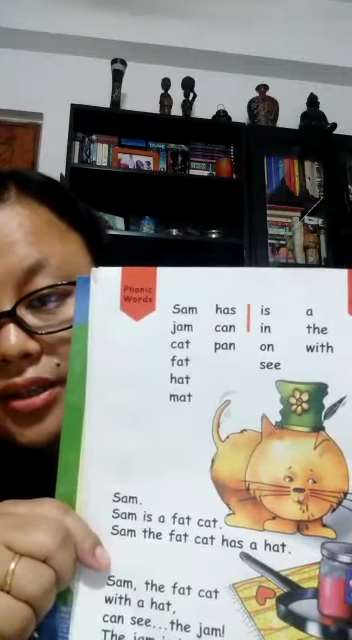 Phonic
Words
Sam has is a
jam can in the
cat pan on with
fat see
hat
mat
Sam.
Sam is a fat cat.
Sam the fat cat has a hat.
Sam, the fat cat
with a hat,
can see...the jam!
The jam